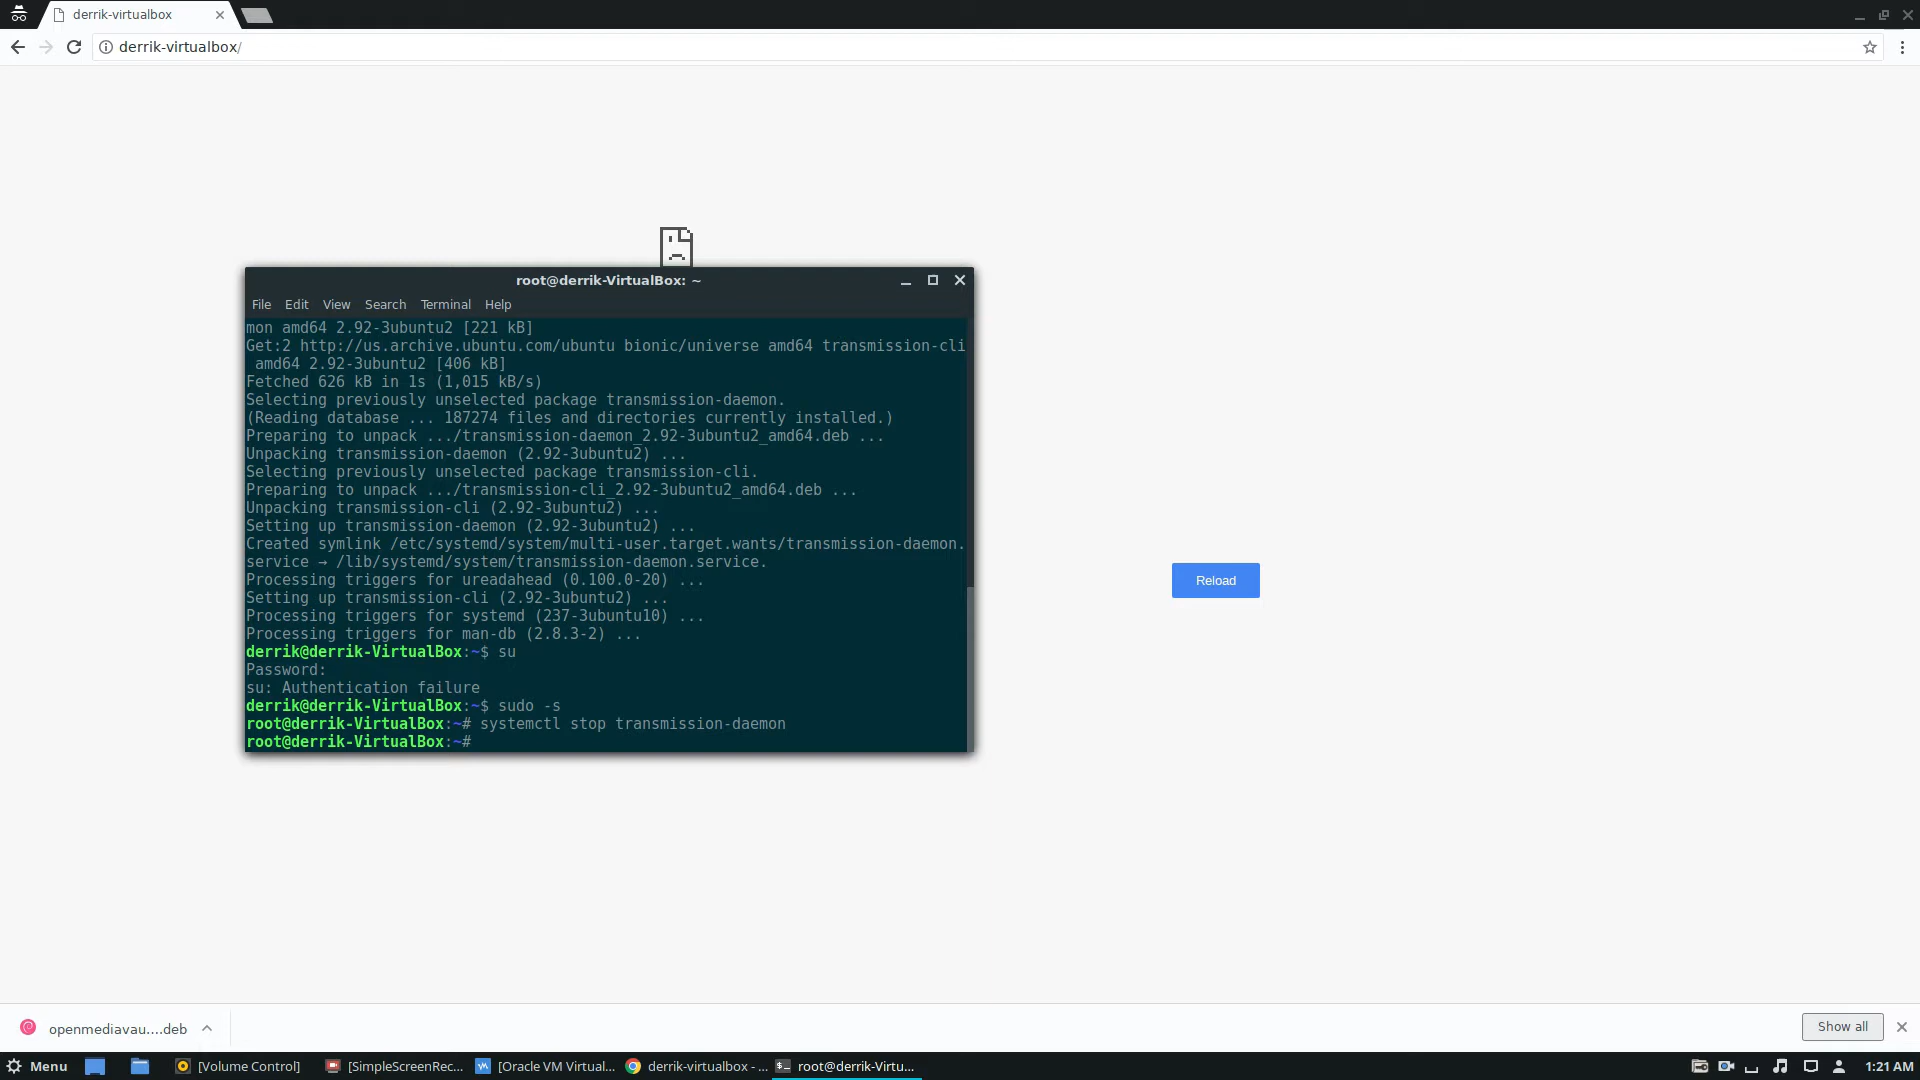 derrik-virtualbox
derrik-virtualbox/
root@derrik-VirtualBox: ~
File Edit View Search Terminal Help
mon amd64 2.92-3ubuntu2 [221 kB]
Get:2 http://us.archive.ubuntu.com/ubuntu bionic/universe amd64 transmission-cli
amd64 2.92-3ubuntu2 [406 kB]
Fetched 626 kB in 1s (1,015 kB/s)
Selecting previously unselected package transmission-daemon.
(Reading database ... 187274 files and directories currently installed.)
Preparing to unpack .../transmission-daemon_2.92-3ubuntu2_amd64.deb ...
Unpacking transmission-daemon (2.92-3ubuntu2) ...
Selecting previously unselected package transmission-cli.
Preparing to unpack .../transmission-cli_2.92-3ubuntu2_amd64.deb ...
Unpacking transmission-cli (2.92-3ubuntu2) ...
Setting up transmission-daemon (2.92-3ubuntu2) ...
Created symlink /etc/systemd/system/multi-user.target.wants/transmission-daemon.
service → /lib/systemd/system/transmission-daemon.service.
Processing triggers for ureadahead (0.100.0-20) ...
Setting up transmission-cli (2.92-3ubuntu2) ...
Processing triggers for systemd (237-3ubuntu10) ...
Processing triggers for man-db (2.8.3-2) ...
derrik@derrik-VirtualBox:~$ su
Password:
su: Authentication failure
derrik@derrik-VirtualBox:~$ sudo -s
root@derrik-VirtualBox:~# systemctl stop transmission-daemon
root@derrik-VirtualBox:~#
Reload
openmediavau....deb
Show all
Menu [Volume Control] [SimpleScreenRec... [Oracle VM Virtual... derrik-virtualbox - ... root@derrik-Virtu... 1:21 AM